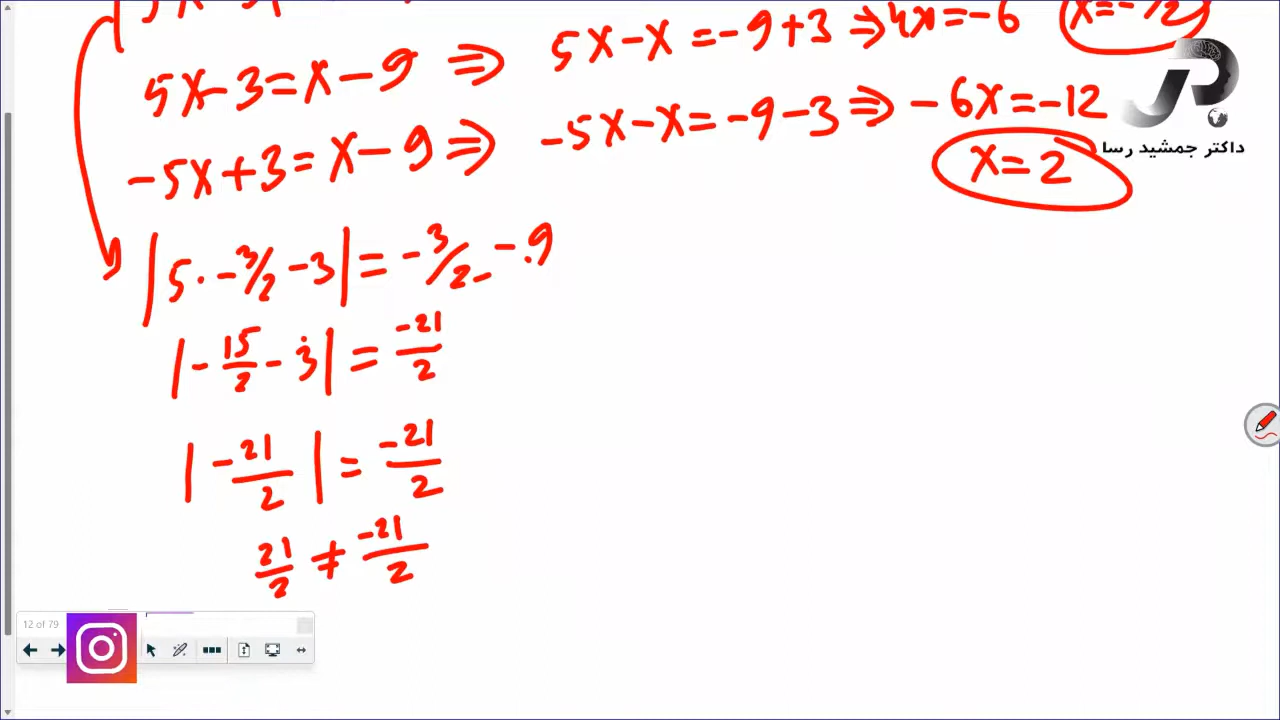 5x-3=x-9 ⇒ 5x-x=-9+3 ⇒ 4x=-6
-5x+3=x-9 ⇒ -5x-x=-9-3 ⇒ -6x=-12
x=2
داکتر جمشید رسا
|5·-3/2-3|=-3/2-9
|-15/2-3|=-21/2
|-21/2|=-21/2
21/2≠-21/2
12 of 79